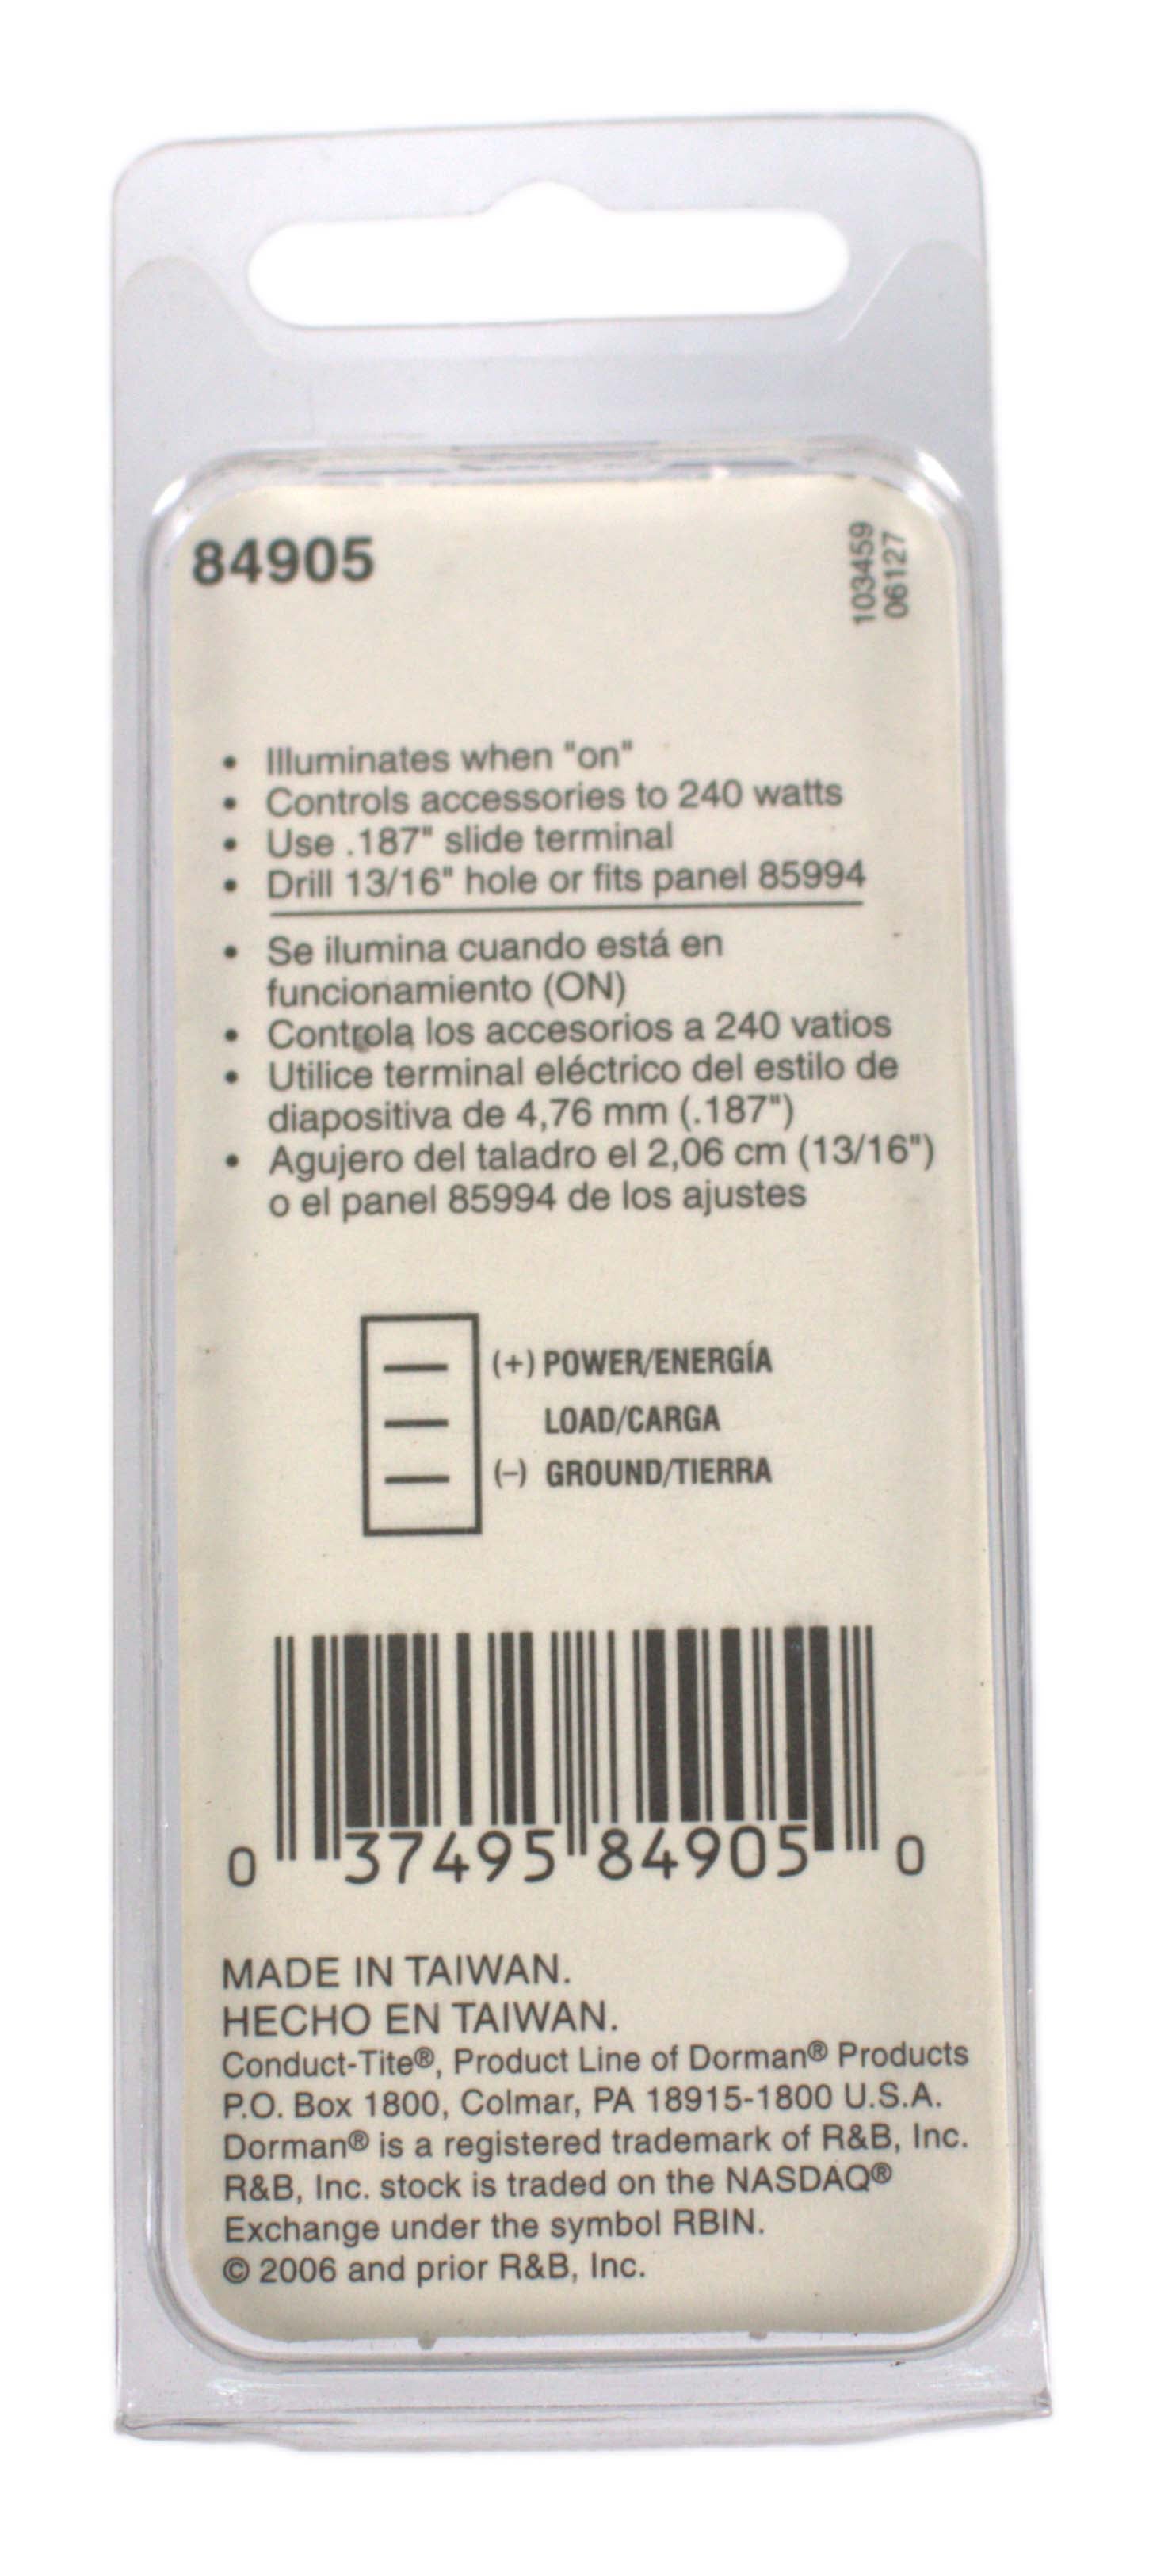 84905
103459
06127
• Illuminates when "on"
• Controls accessories to 240 watts
• Use .187" slide terminal
• Drill 13/16" hole or fits panel 85994
• Se ilumina cuando está en
funcionamiento (ON)
• Controla los accesorios a 240 vatios
• Utilice terminal eléctrico del estilo de
diapositiva de 4,76 mm (.187")
• Agujero del taladro el 2,06 cm (13/16")
o el panel 85994 de los ajustes
(+) POWER/ENERGÍA
LOAD/CARGA
(–) GROUND/TIERRA
0 37495 84905 0
MADE IN TAIWAN.
HECHO EN TAIWAN.
Conduct-Tite®, Product Line of Dorman® Products
P.O. Box 1800, Colmar, PA 18915-1800 U.S.A.
Dorman® is a registered trademark of R&B, Inc.
R&B, Inc. stock is traded on the NASDAQ®
Exchange under the symbol RBIN.
© 2006 and prior R&B, Inc.